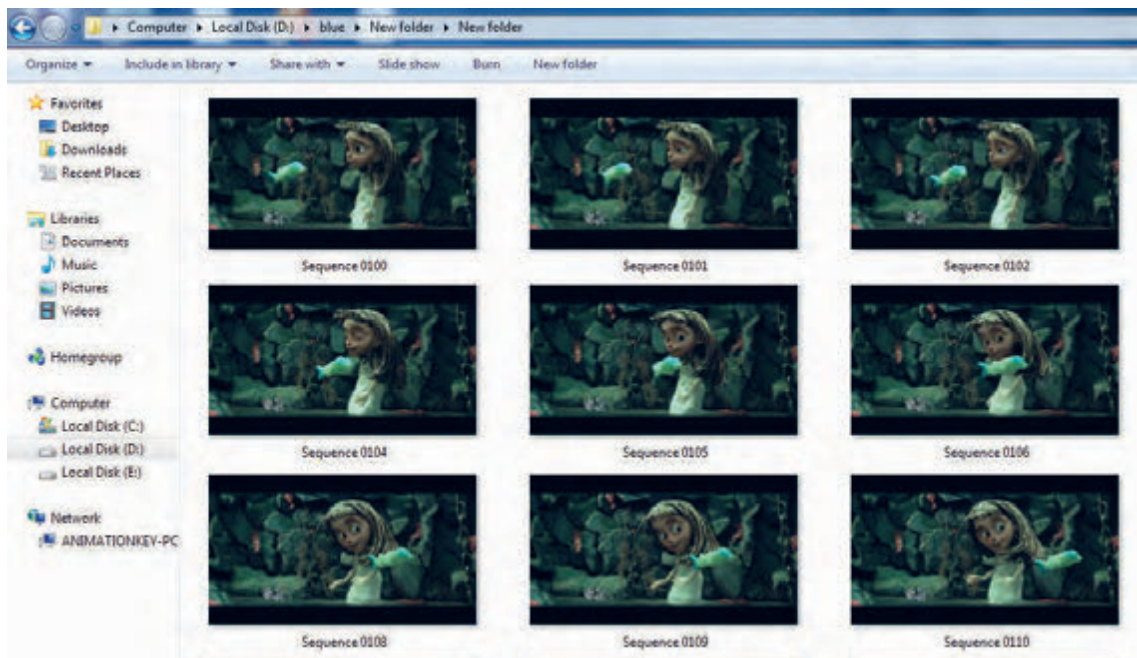 Computer ▸ Local Disk (D:) ▸ blue ▸ New folder ▸ New folder
Organize Include in library Share with Slide show Burn New folder
Favorites
Desktop
Downloads
Recent Places
Libraries
Documents
Music
Pictures
Videos
Homegroup
Computer
Local Disk (C:)
Local Disk (D:)
Local Disk (E:)
Network
ANIMATIONKEY-PC
Sequence 0100 Sequence 0101 Sequence 0102
Sequence 0104 Sequence 0105 Sequence 0106
Sequence 0108 Sequence 0109 Sequence 0110